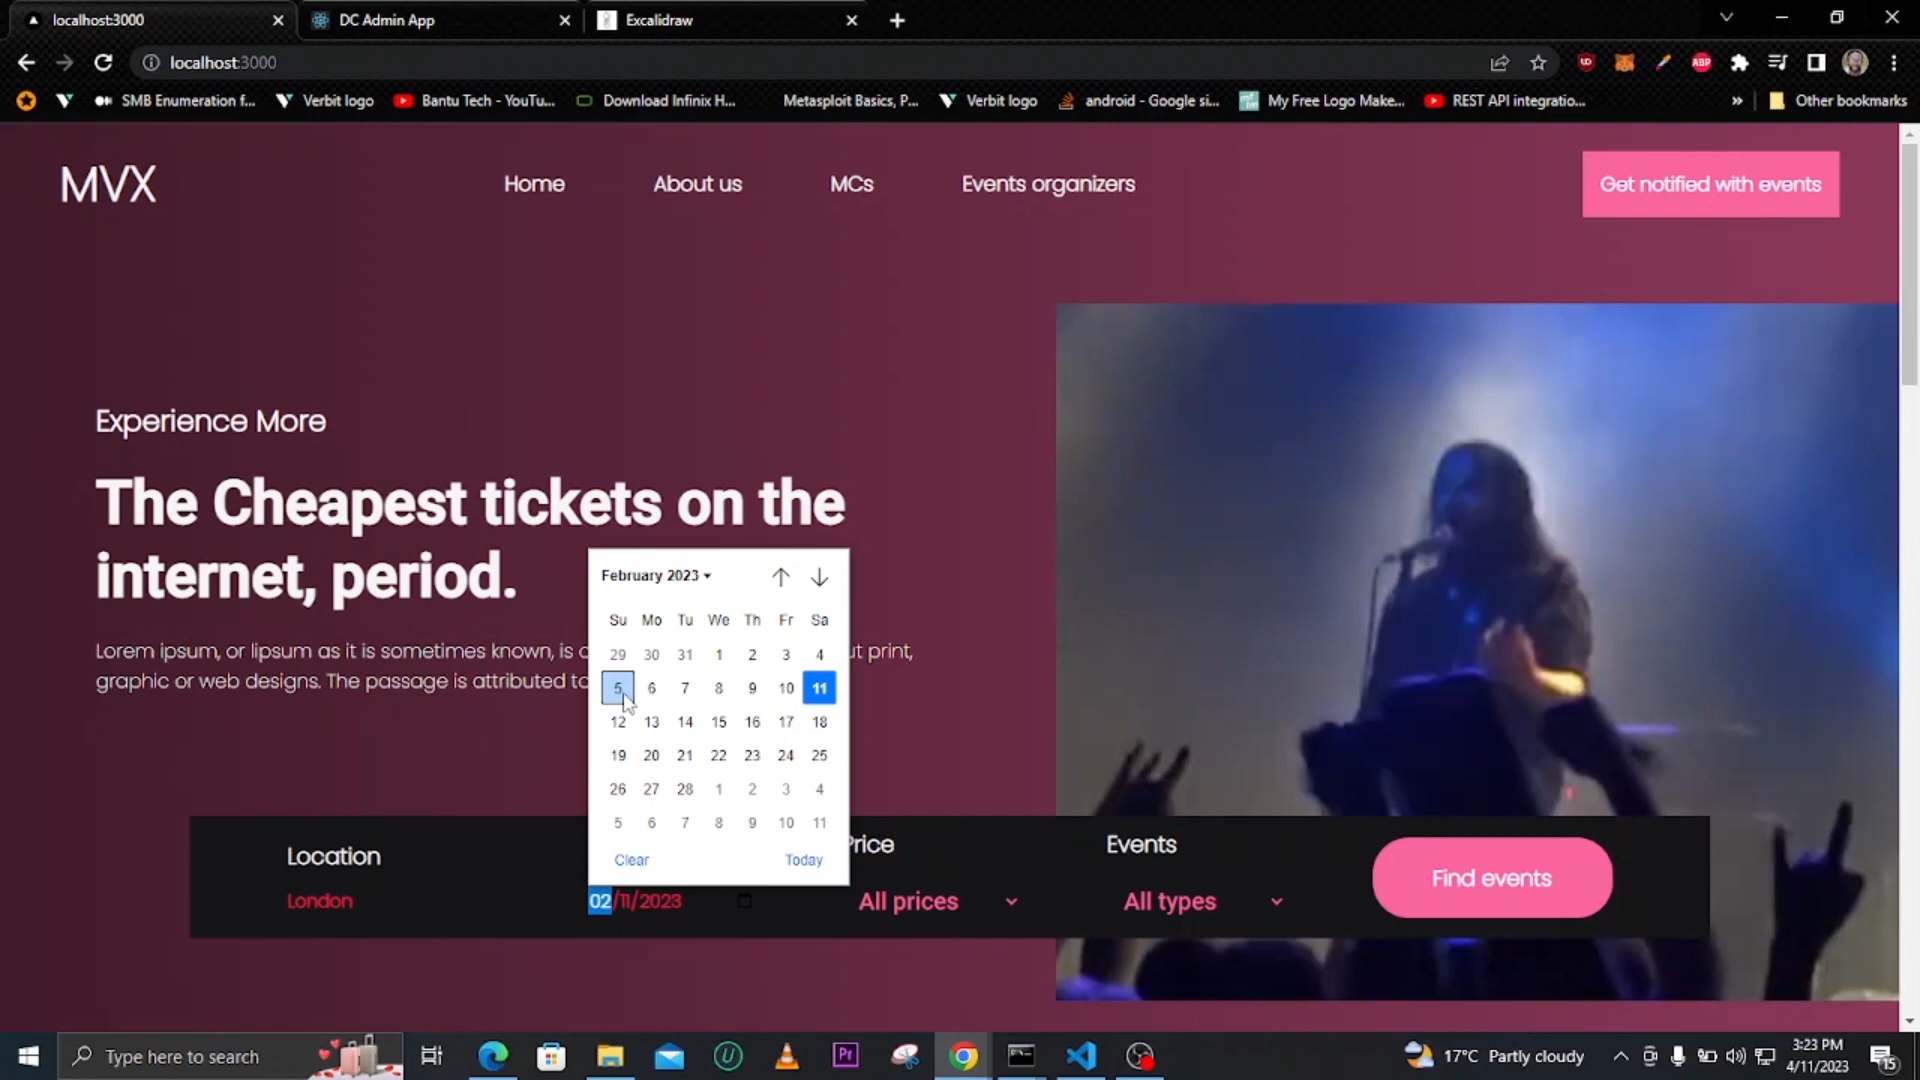 localhost:3000
DC Admin App
Excalidraw
localhost:3000
SMB Enumeration f...
Verbit logo
Bantu Tech - YouTu...
Download Infinix H...
Metasploit Basics, P...
Verbit logo
android - Google si...
My Free Logo Make...
REST API integratio...
»
Other bookmarks
MVX
Home
About us
MCs
Events organizers
Get notified with events
Experience More
The Cheapest tickets on the
internet, period.
Lorem ipsum, or lipsum as it is sometimes known, is
ut print,
graphic or web designs. The passage is attributed to
February 2023
Su Mo Tu We Th Fr Sa
29 30 31 1 2 3 4
5 6 7 8 9 10 11
12 13 14 15 16 17 18
19 20 21 22 23 24 25
26 27 28 1 2 3 4
5 6 7 8 9 10 11
Clear
Today
Location
London
02/11/2023
Price
All prices
Events
All types
Find events
Type here to search
17°C Partly cloudy
3:23 PM
4/11/2023
15
ABP
Pr